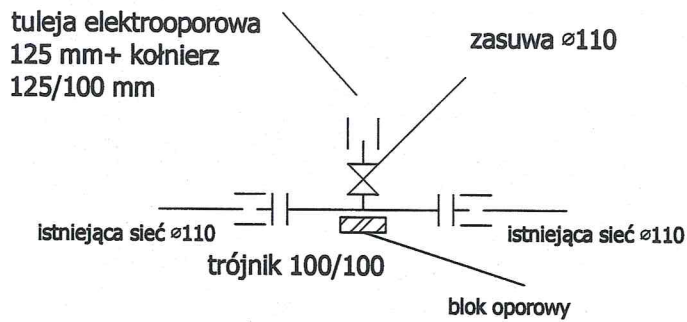 tuleja elektrooporowa
125 mm+ kołnierz
125/100 mm
zasuwa ⌀110
istniejąca sieć ⌀110
istniejąca sieć ⌀110
trójnik 100/100
blok oporowy